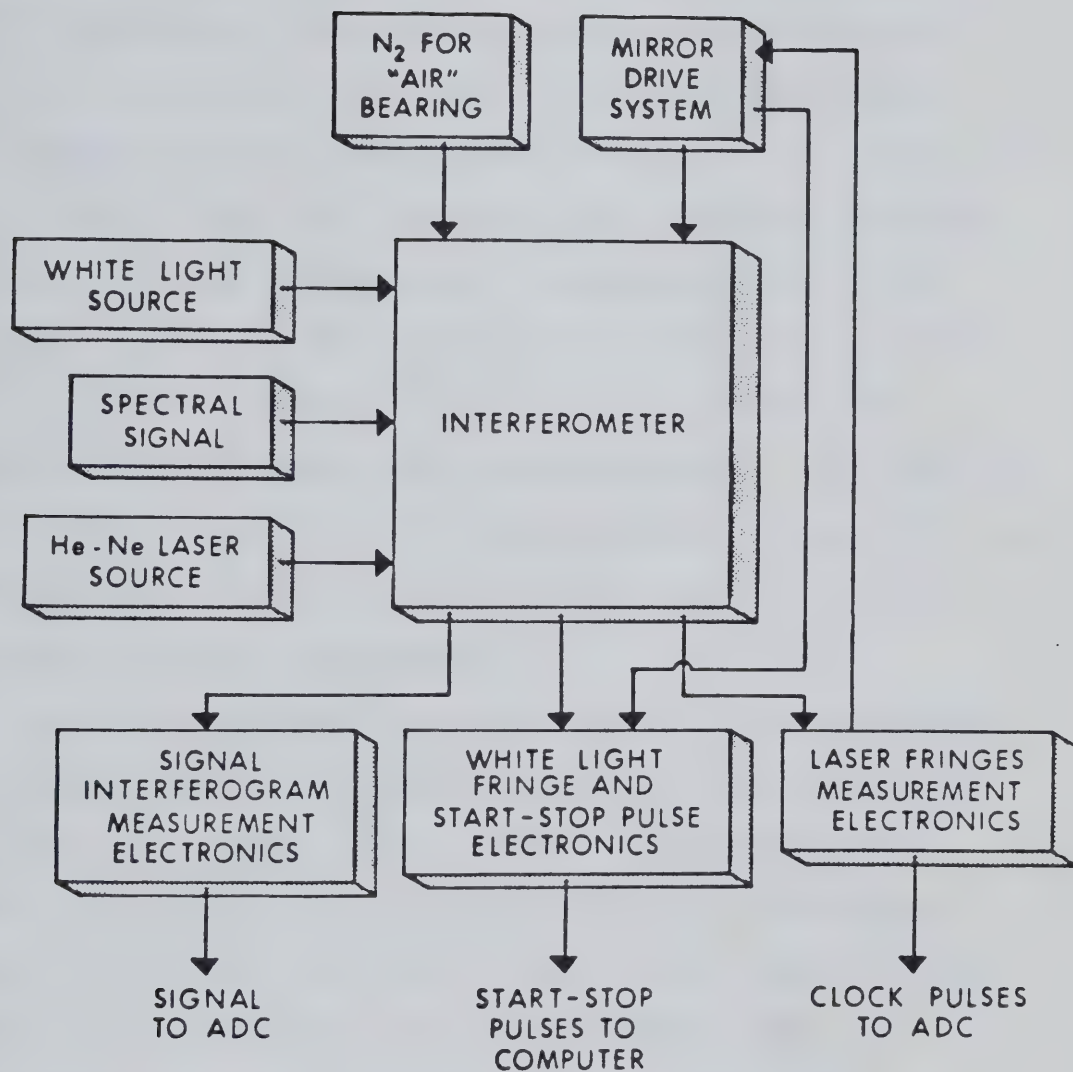 N₂ FOR
"AIR"
BEARING
MIRROR
DRIVE
SYSTEM
WHITE LIGHT
SOURCE
SPECTRAL
SIGNAL
INTERFEROMETER
He-Ne LASER
SOURCE
SIGNAL
INTERFEROGRAM
MEASUREMENT
ELECTRONICS
WHITE LIGHT
FRINGE AND
START-STOP PULSE
ELECTRONICS
LASER FRINGES
MEASUREMENT
ELECTRONICS
SIGNAL
TO ADC
START-STOP
PULSES TO
COMPUTER
CLOCK PULSES
TO ADC